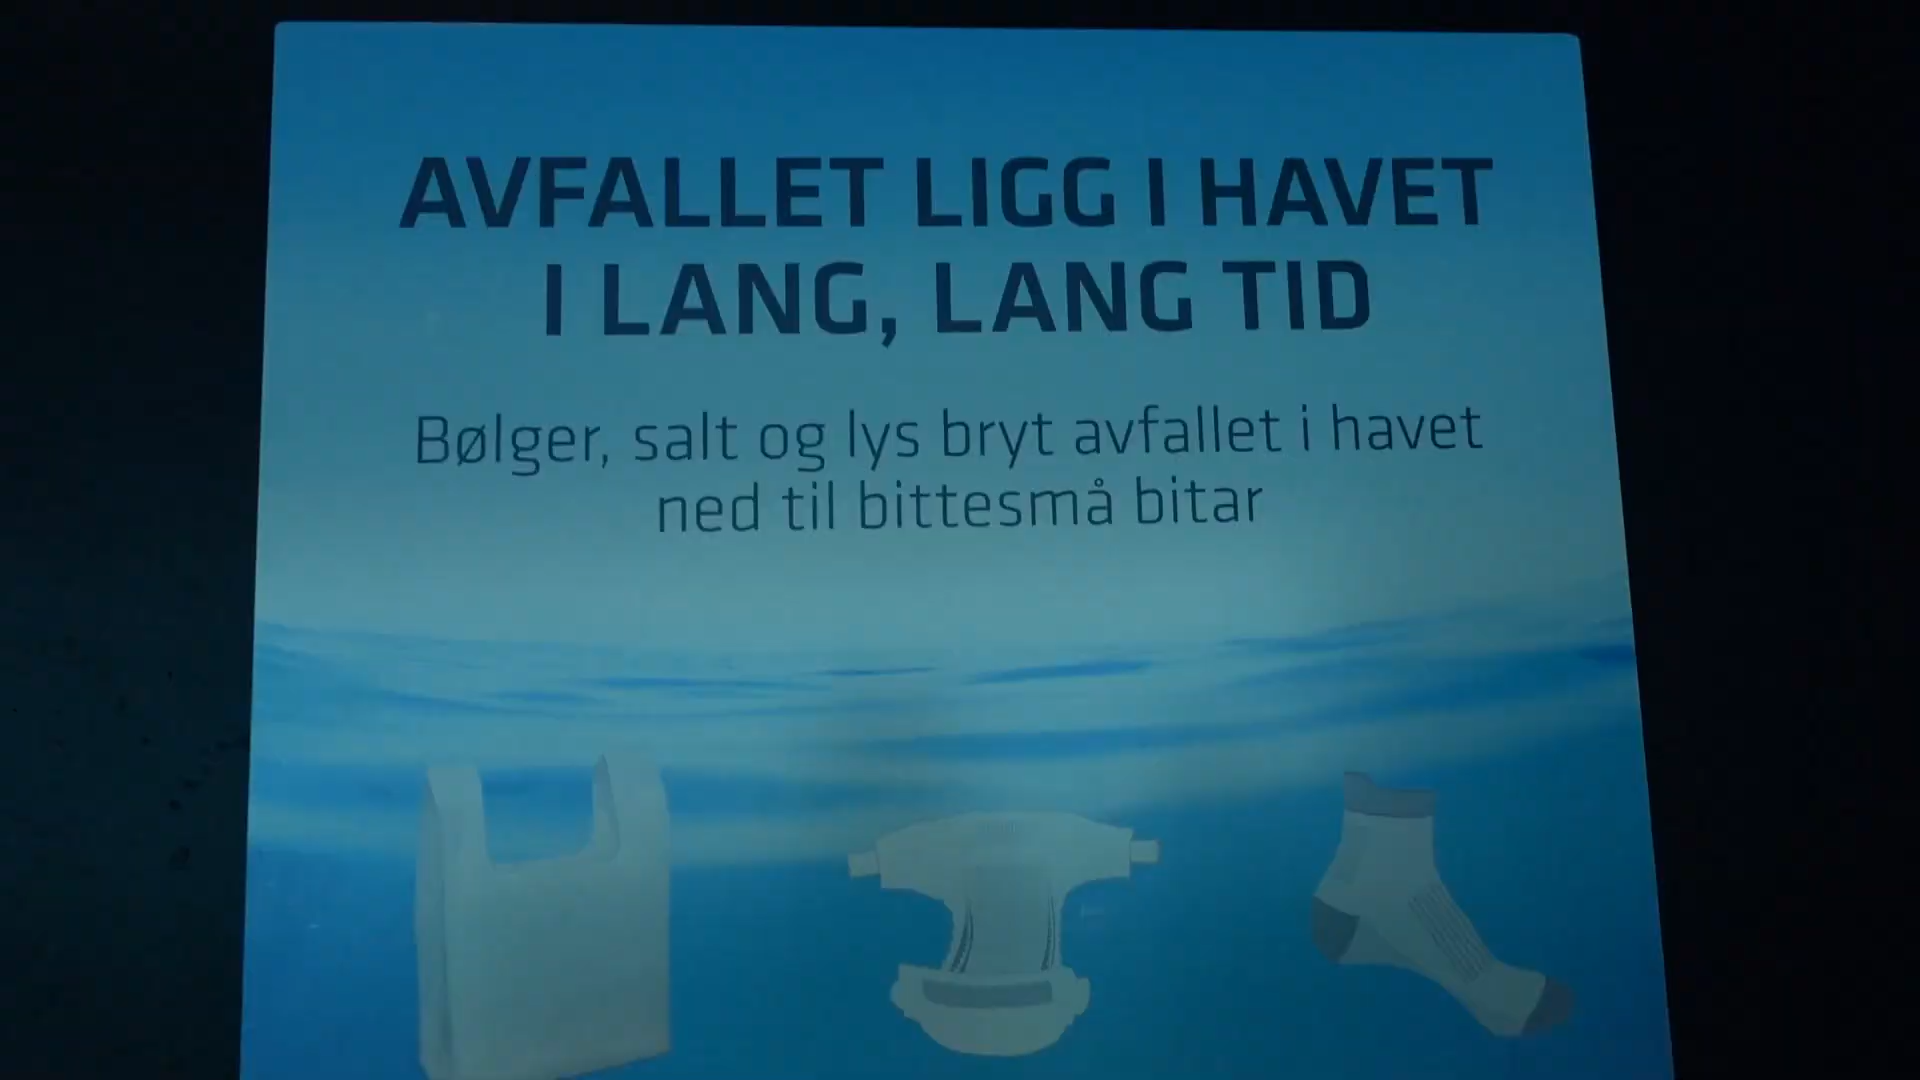 AVFALLET LIGG I HAVET
I LANG, LANG TID
Bølger, salt og lys bryt avfallet i havet
ned til bittesmå bitar